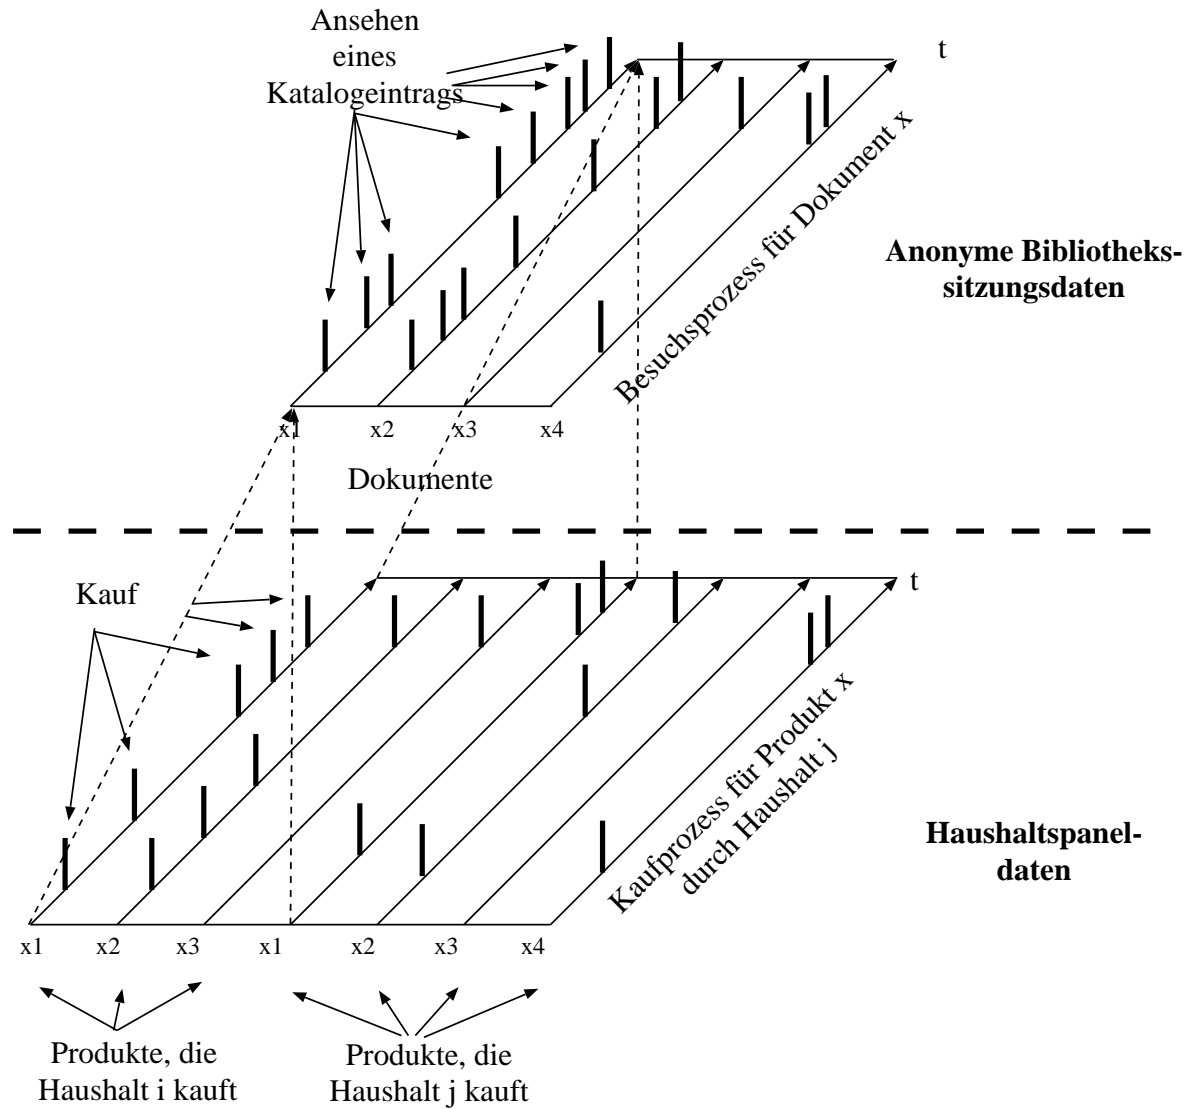 Ansehen
eines
Katalogeintrags
t
Besuchsprozess für Dokument x
Anonyme Bibliotheks-
sitzungsdaten
x1 x2 x3 x4
Dokumente
Kauf
t
Kaufprozess für Produkt x
durch Haushalt j
Haushaltspanel-
daten
x1 x2 x3 x1 x2 x3 x4
Produkte, die
Haushalt i kauft
Produkte, die
Haushalt j kauft